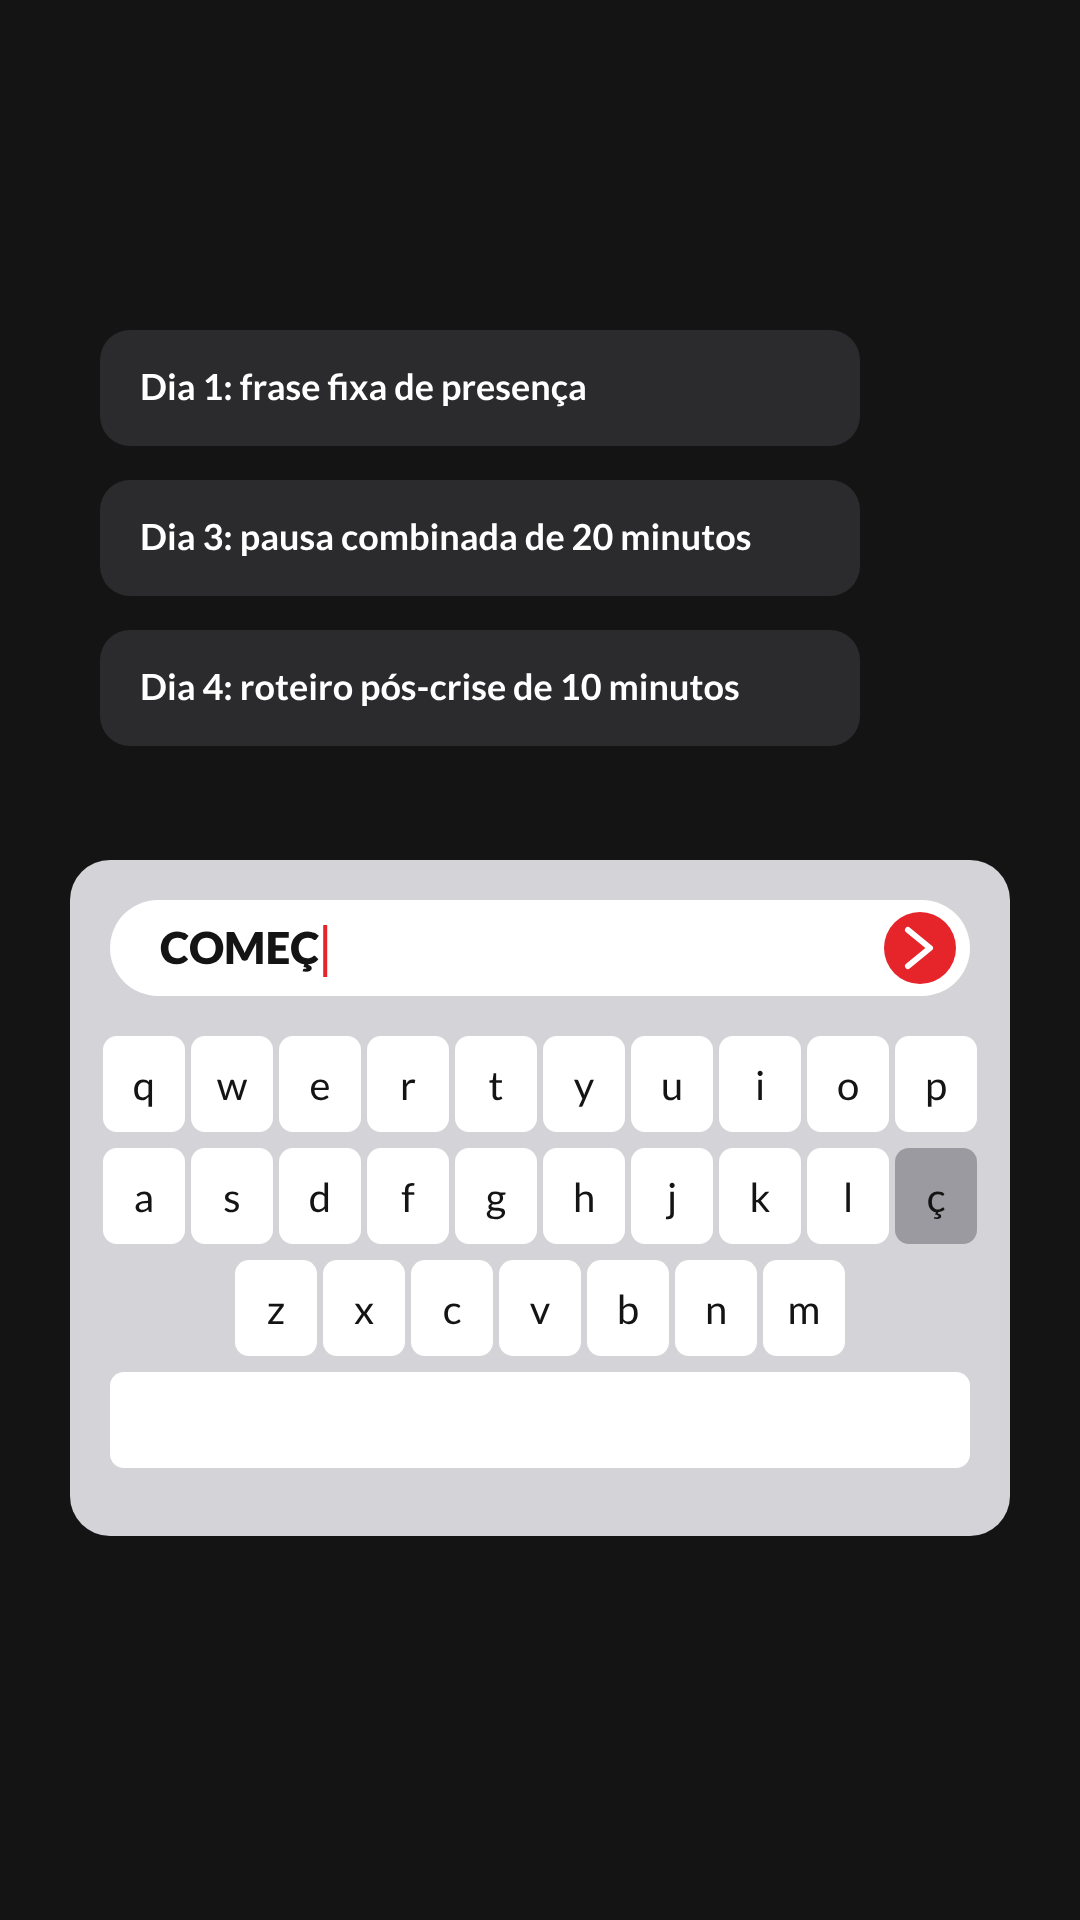 Dia 1: frase fixa de presença
Dia 3: pausa combinada de 20 minutos
Dia 4: roteiro pós-crise de 10 minutos
COMEÇ
q w e r t y u i o p
a s d f g h j k l ç
z x c v b n m